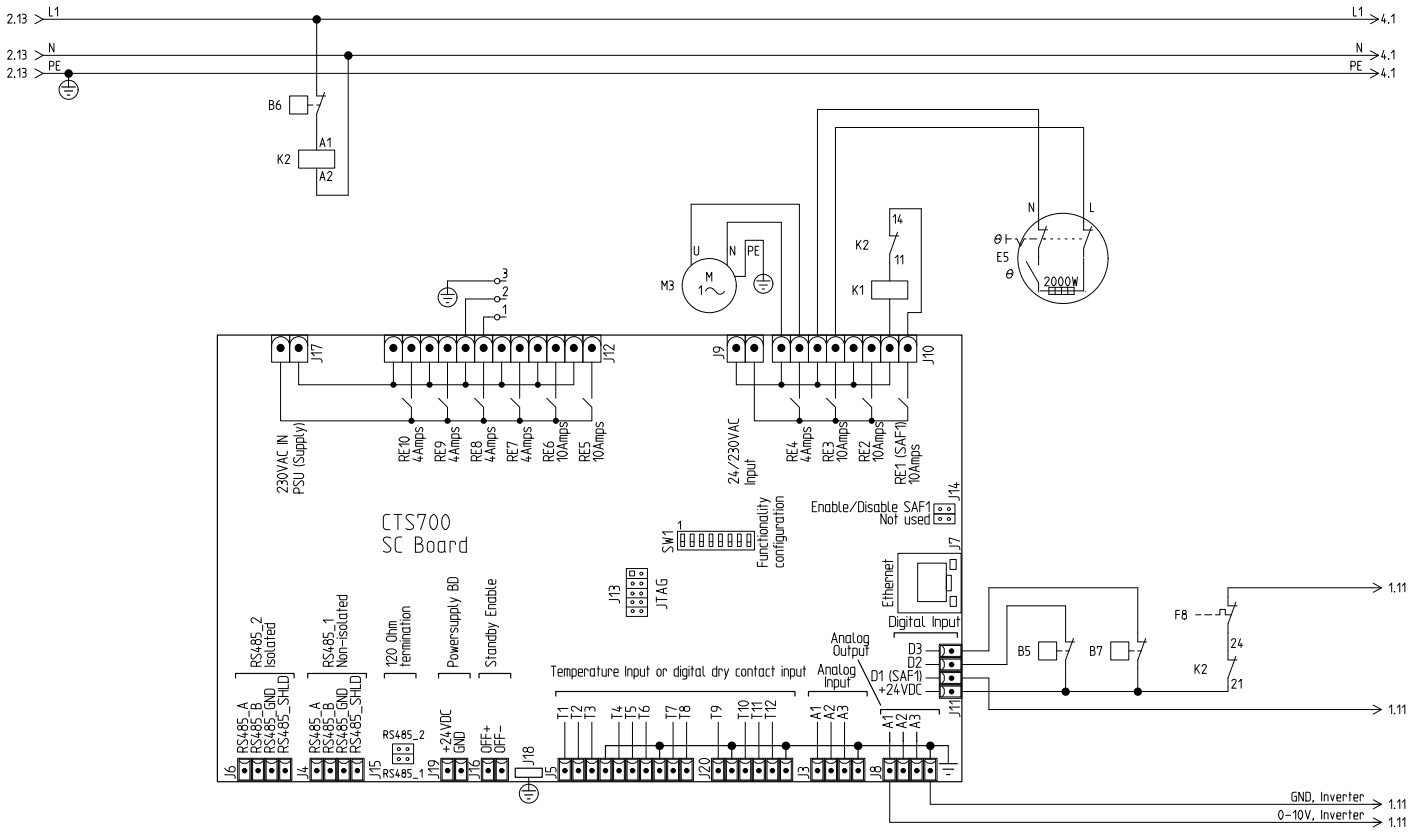 2.13 L1 L1 4.1
2.13 N N 4.1
2.13 PE PE 4.1
B6
A1
K2
A2
N L
14
K2
11
K1
U N PE
M
1
M3
θ
E5
θ
2000W
3
2
1
J17
J12
J9
J10
230VAC IN
PSU (Supply)
RE10
4Amps
RE9
4Amps
RE8
4Amps
RE7
4Amps
RE6
10Amps
RE5
10Amps
24/230VAC
Input
RE4
4Amps
RE3
10Amps
RE2
10Amps
RE1 (SAF1)
10Amps
CTS700
SC Board
SW1
1
Functionality
configuration
Enable/Disable SAF1
Not used
J14
J7
Ethernet
J13
JTAG
Digital Input
D3
D2
D1 (SAF1)
+24VDC
J11
B5
B7
F8
24
K2
21
1.11
1.11
RS485_2
Isolated
RS485_1
Non-isolated
120 Ohm
termination
Powersupply BD
Standby Enable
Temperature Input or digital dry contact input
Analog
Input
Analog
Output
J6
RS485_A
RS485_B
RS485_GND
RS485_SHLD
J4
RS485_A
RS485_B
RS485_GND
RS485_SHLD
J15
RS485_2
RS485_1
J19
+24VDC
GND
J16
OFF+
OFF-
J18
J5
T1
T2
T3
T4
T5
T6
T7
T8
J20
T9
T10
T11
T12
J3
A1
A2
A3
J8
A1
A2
A3
GND, Inverter 1.11
0-10V, Inverter 1.11